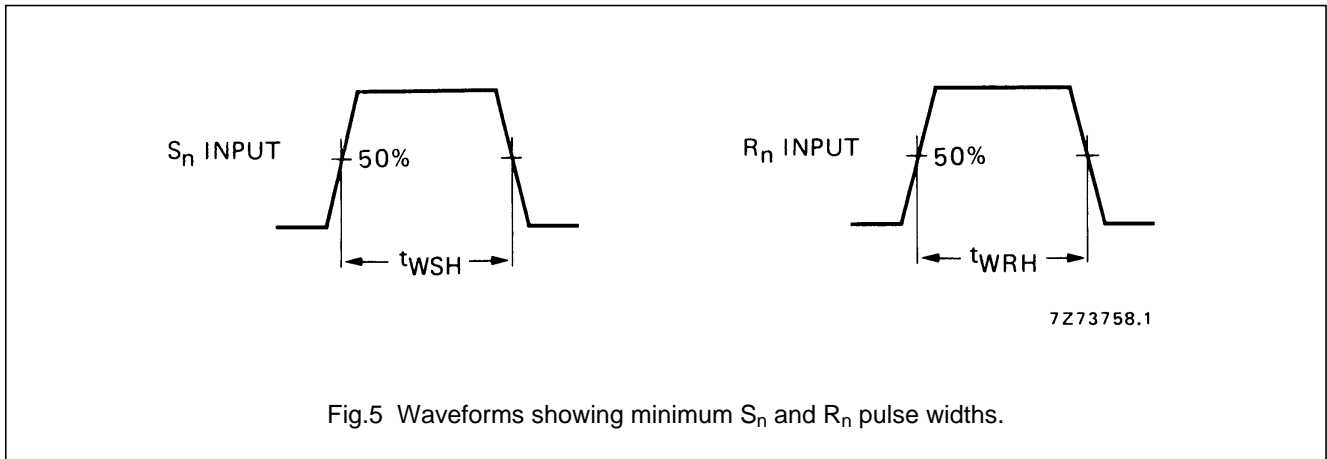 Sn INPUT
50%
tWSH
Rn INPUT
50%
tWRH
7Z73758.1
Fig.5 Waveforms showing minimum Sn and Rn pulse widths.